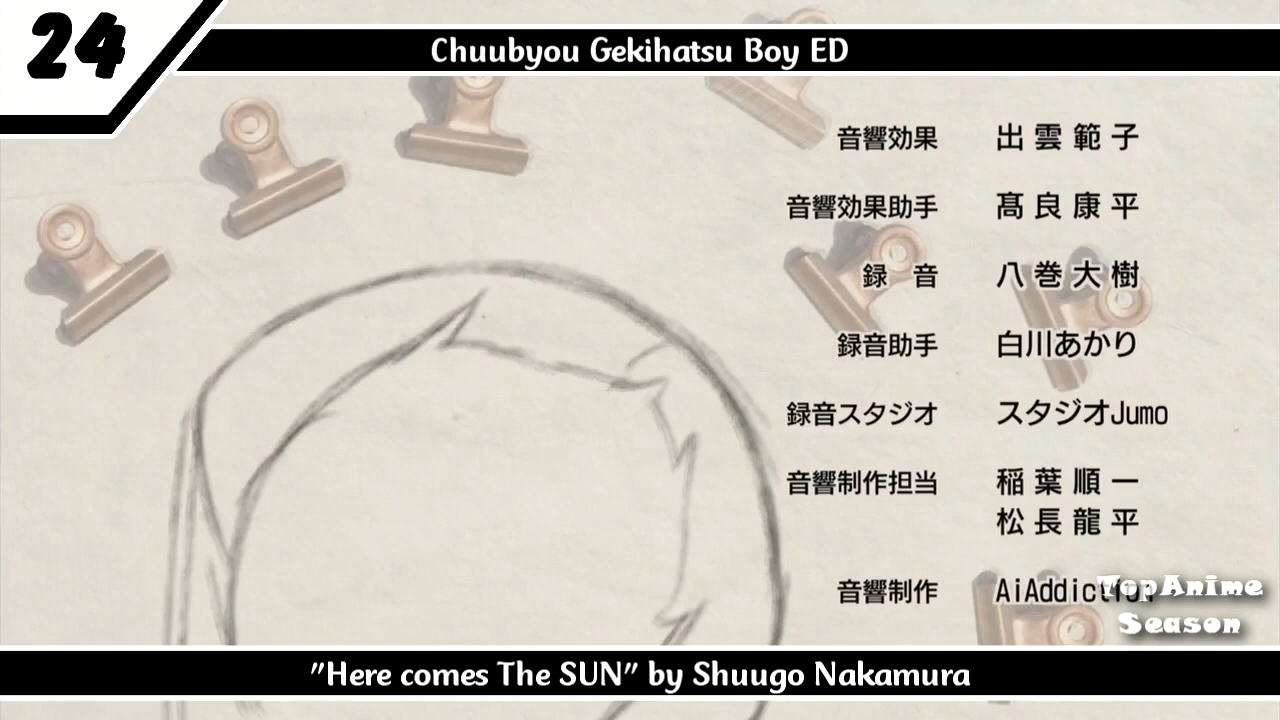 24
Chuubyou Gekihatsu Boy ED
音響効果 出雲範子
音響効果助手 髙良康平
録 音 八巻大樹
録音助手 白川あかり
録音スタジオ スタジオJumo
音響制作担当 稲葉順一
松長龍平
音響制作 AiAddiction
TopAnime
Season
"Here comes The SUN" by Shuugo Nakamura